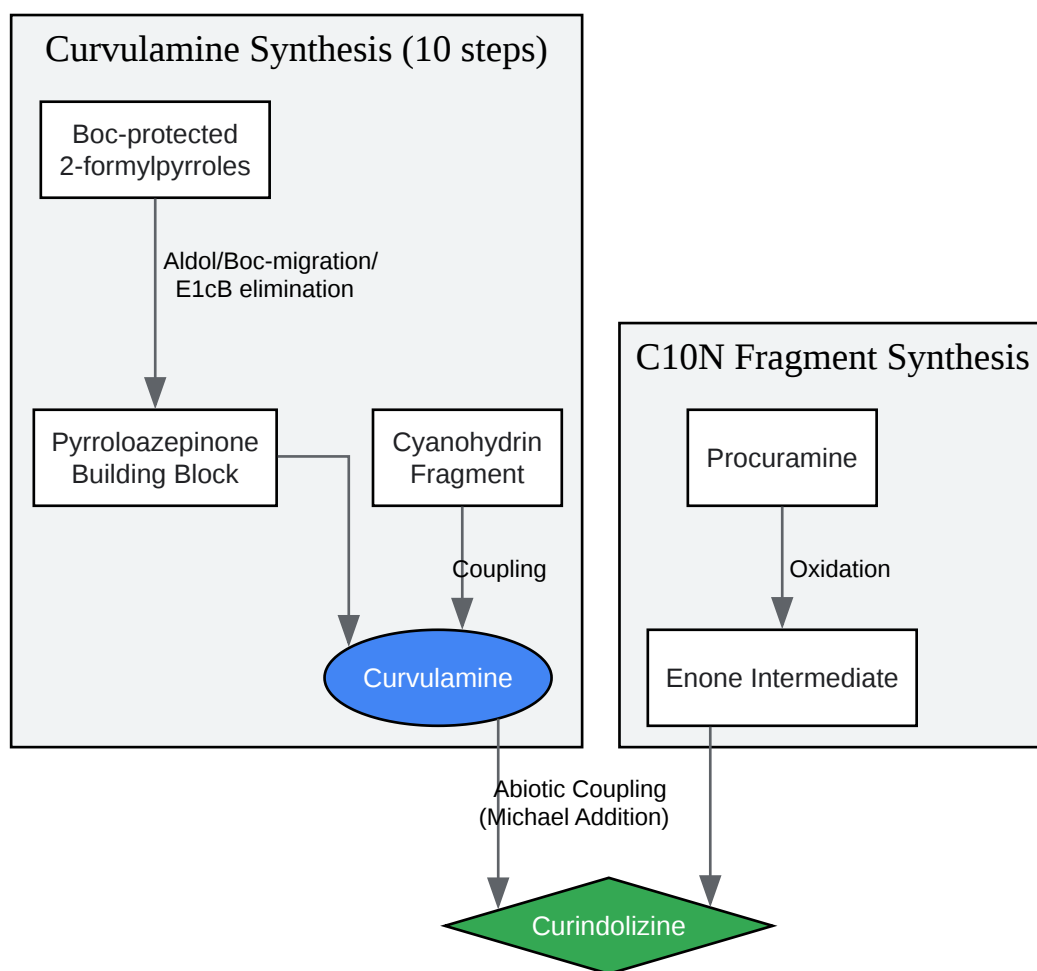 Curvulamine Synthesis (10 steps)
Boc-protected
2-formylpyrroles
Aldol/Boc-migration/
E1cB elimination
Pyrroloazepinone
Building Block
Cyanohydrin
Fragment
Coupling
Curvulamine
C10N Fragment Synthesis
Procuramine
Oxidation
Enone Intermediate
Abiotic Coupling
(Michael Addition)
Curindolizine